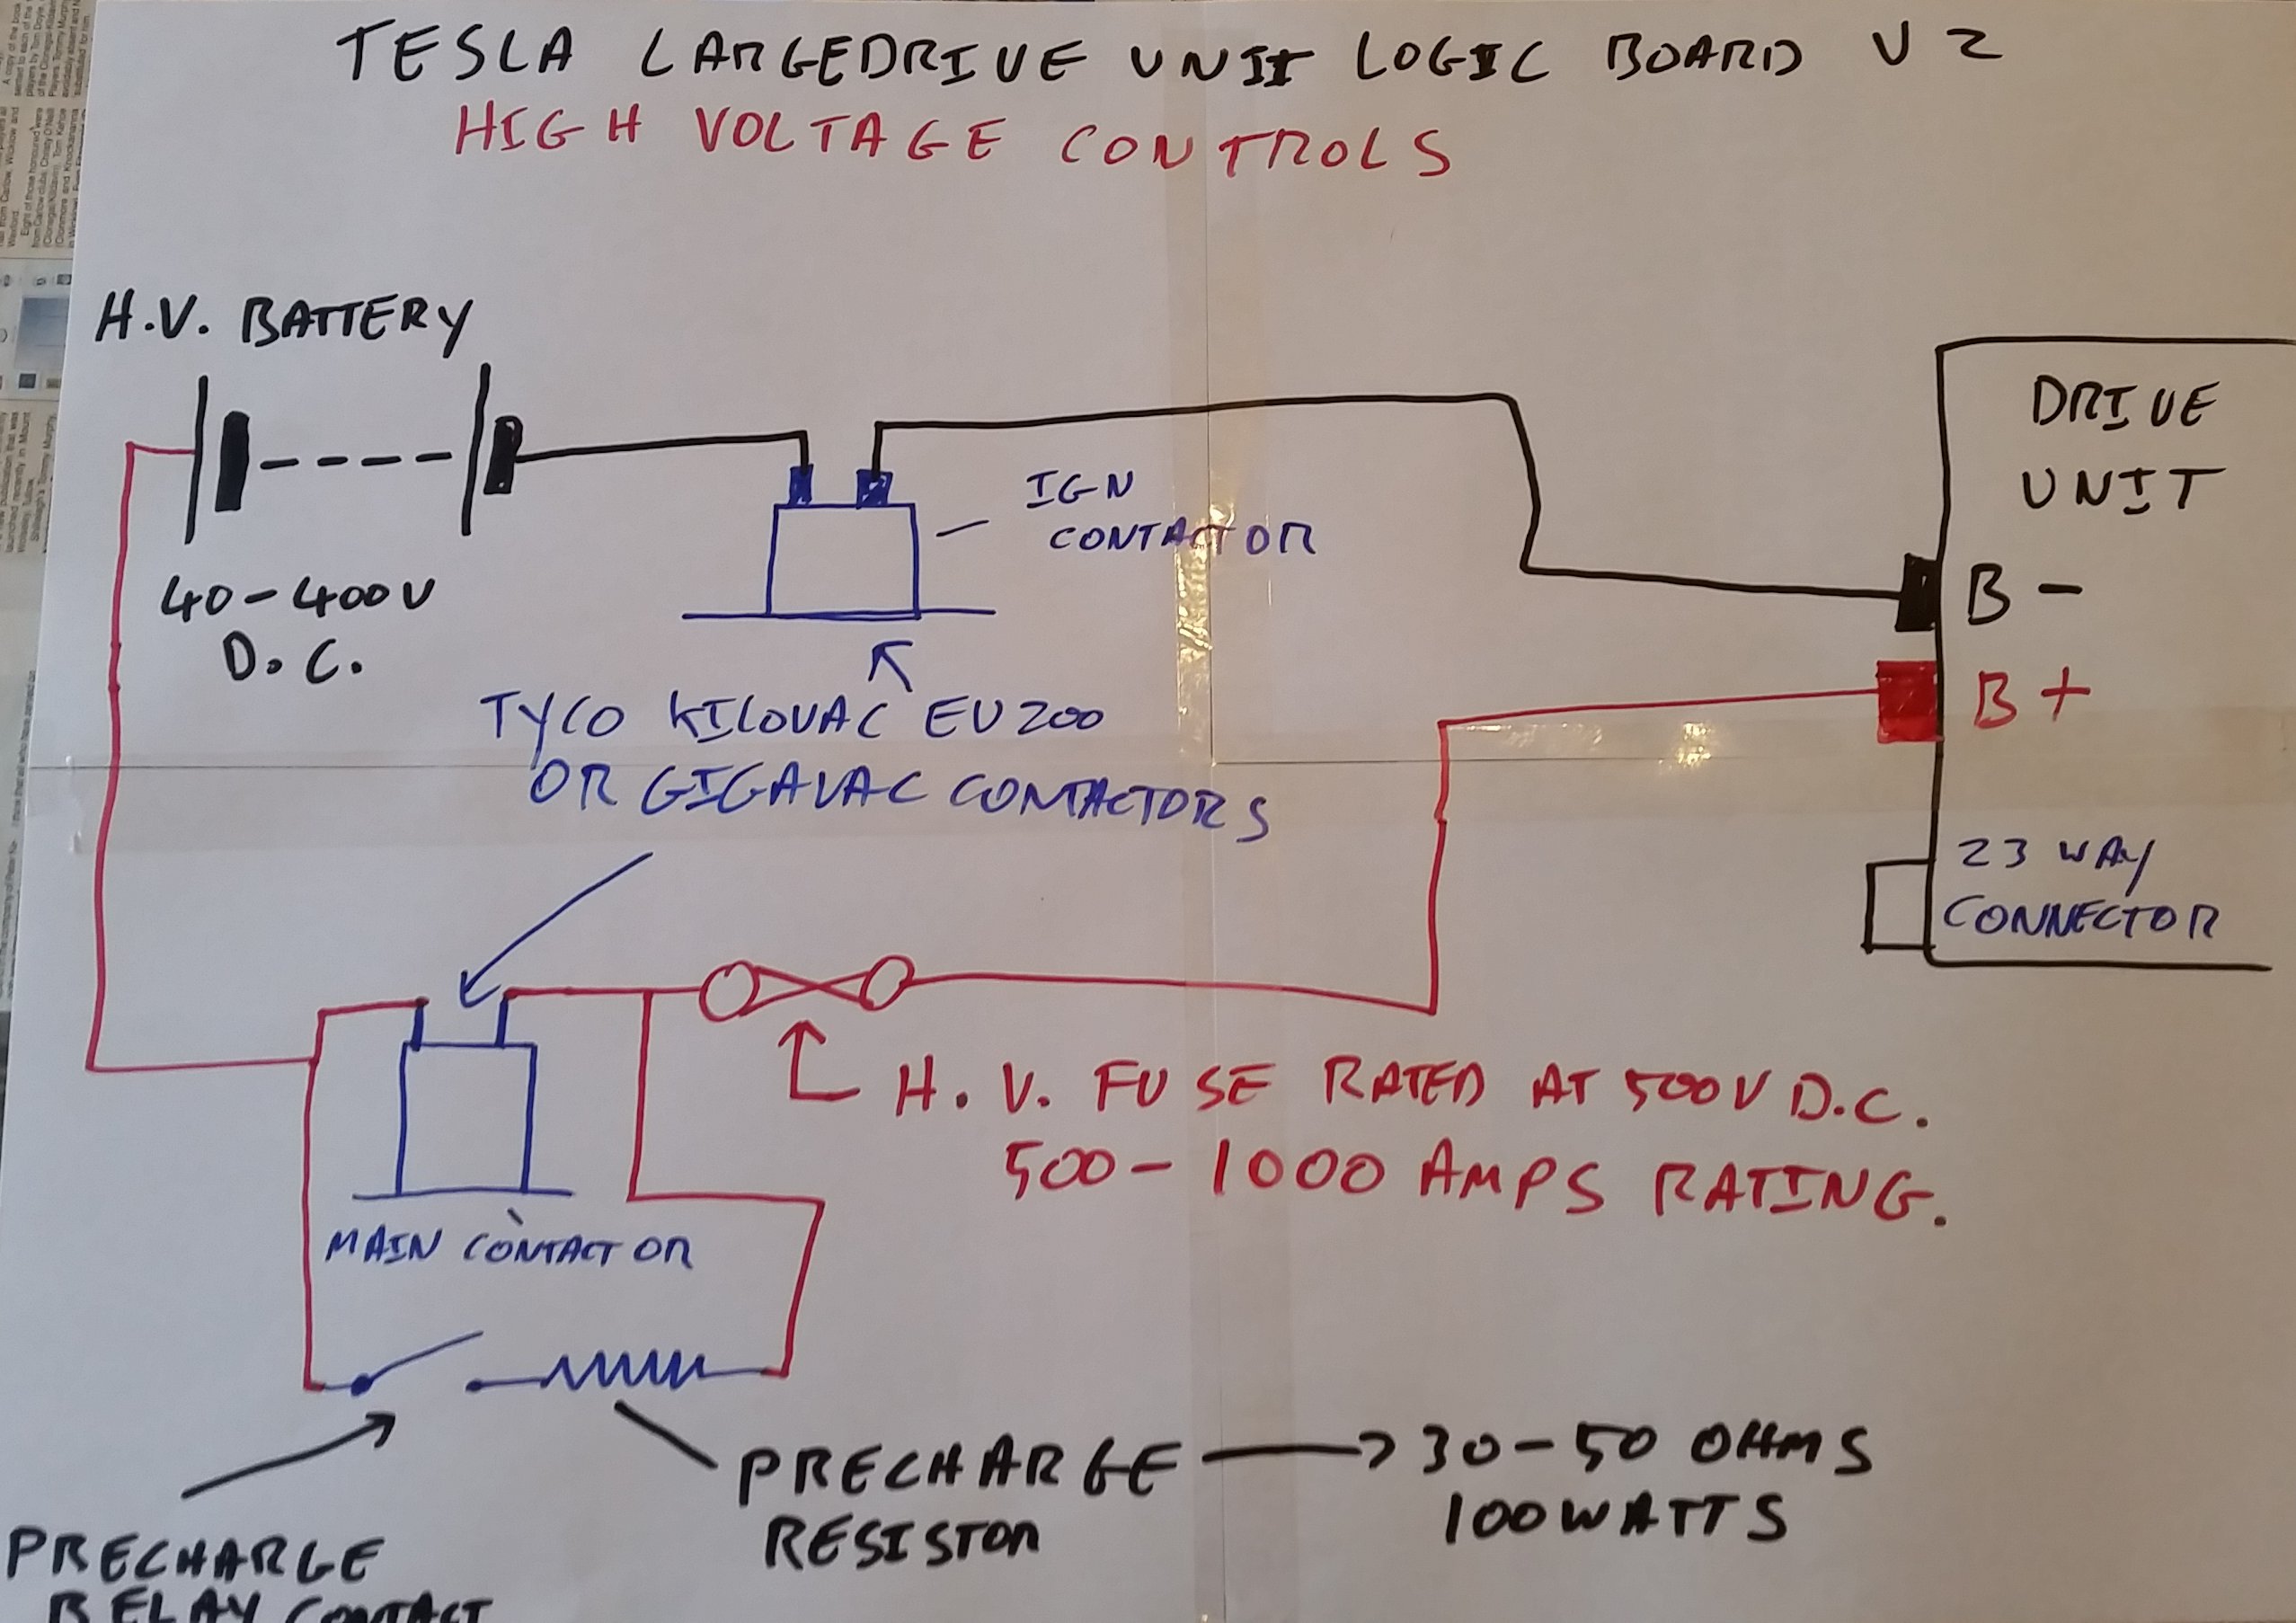 TESLA LARGEDRIVE UNIT LOGIC BOARD V2
HIGH VOLTAGE CONTROLS
H.V. BATTERY
40-400V
D.C.
IGN
CONTACTOR
TYCO KILOVAC EV200
OR GIGAVAC CONTACTORS
DRIVE
UNIT
B -
B +
23 WAY
CONNECTOR
H.V. FUSE RATED AT 500V D.C.
500-1000 AMPS RATING.
MAIN CONTACTOR
PRECHARGE
RESISTOR
30-50 OHMS
100WATTS
PRECHARGE
RELAY CONTACT